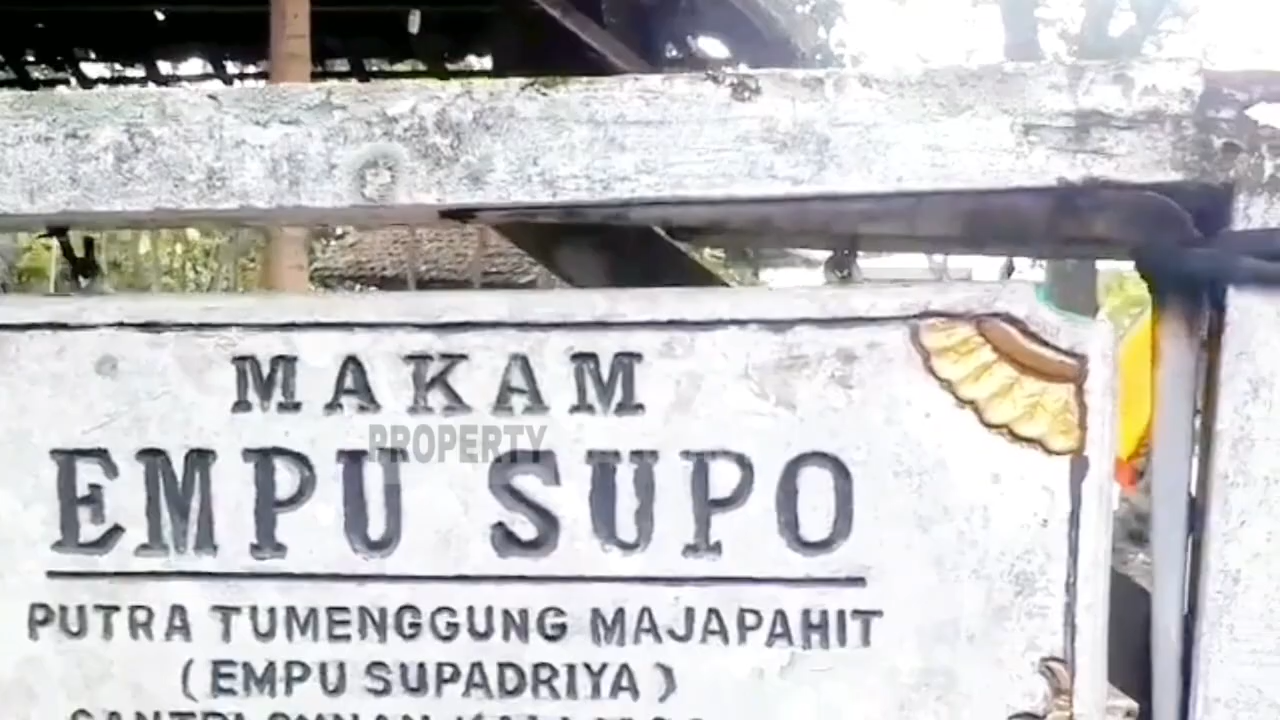 MAKAM
PROPERTY
EMPU SUPO
PUTRA TUMENGGUNG MAJAPAHIT
( EMPU SUPADRIYA )